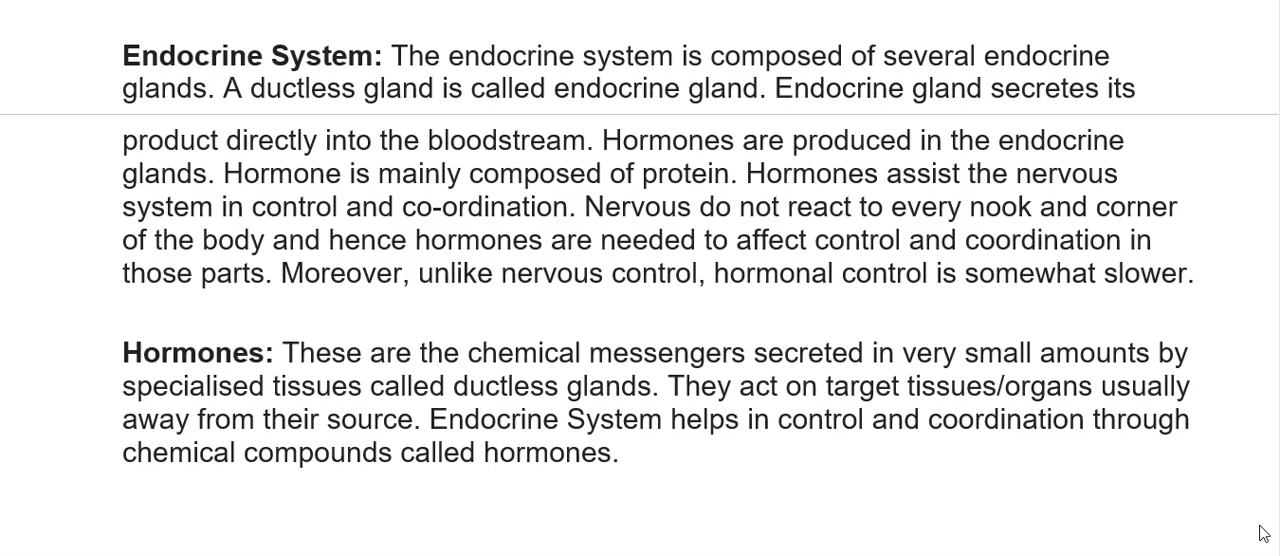 Endocrine System: The endocrine system is composed of several endocrine
glands. A ductless gland is called endocrine gland. Endocrine gland secretes its
product directly into the bloodstream. Hormones are produced in the endocrine
glands. Hormone is mainly composed of protein. Hormones assist the nervous
system in control and co-ordination. Nervous do not react to every nook and corner
of the body and hence hormones are needed to affect control and coordination in
those parts. Moreover, unlike nervous control, hormonal control is somewhat slower.
Hormones: These are the chemical messengers secreted in very small amounts by
specialised tissues called ductless glands. They act on target tissues/organs usually
away from their source. Endocrine System helps in control and coordination through
chemical compounds called hormones.